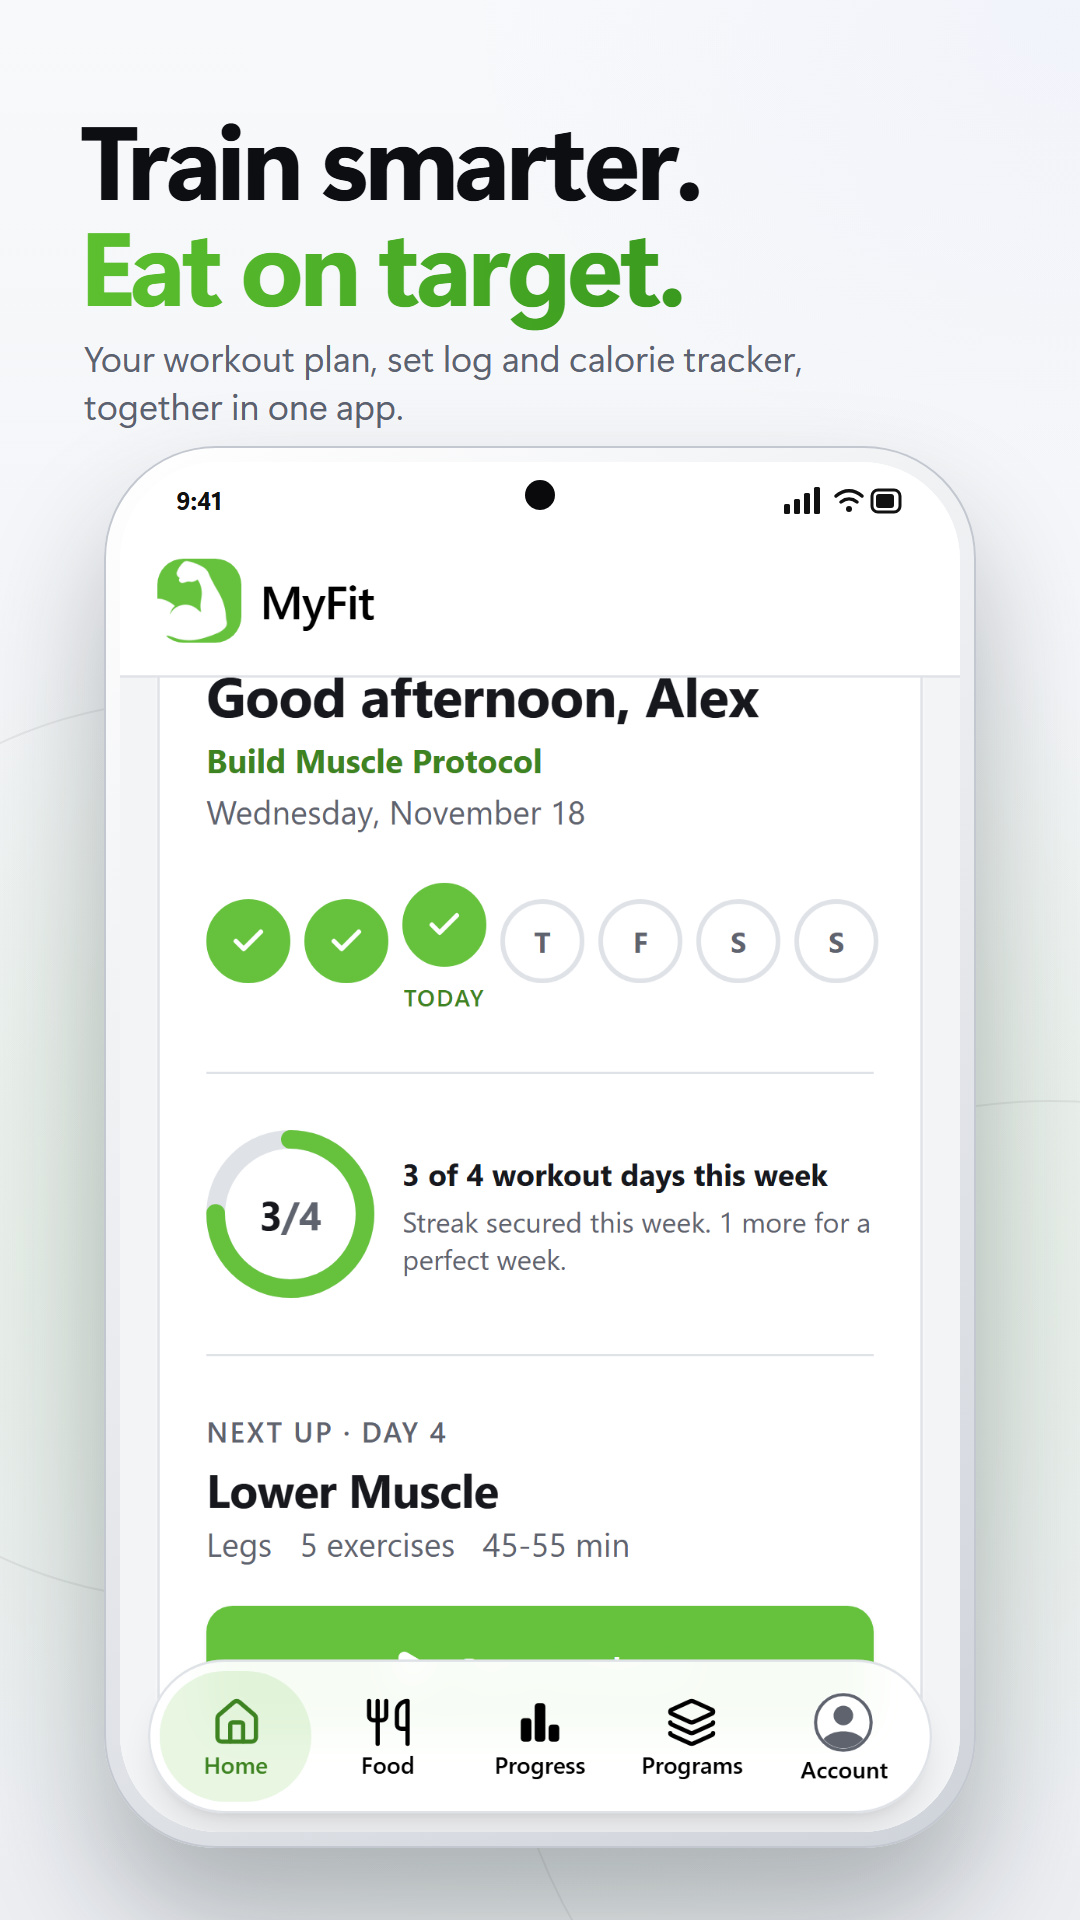 Train smarter.
Eat on target.
Your workout plan, set log and calorie tracker,
together in one app.
9:41
MyFit
Good afternoon, Alex
Build Muscle Protocol
Wednesday, November 18
T F S S
TODAY
3/4
3 of 4 workout days this week
Streak secured this week. 1 more for a
perfect week.
NEXT UP · DAY 4
Lower Muscle
Legs 5 exercises 45-55 min
Home Food Progress Programs Account